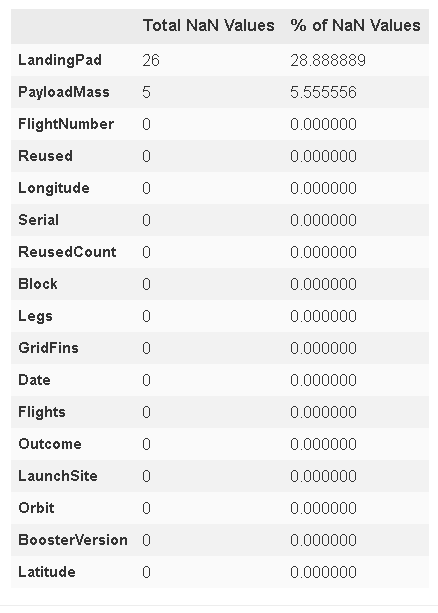 Total NaN Values % of NaN Values
LandingPad 26 28.888889
PayloadMass 5 5.555556
FlightNumber 0 0.000000
Reused 0 0.000000
Longitude 0 0.000000
Serial 0 0.000000
ReusedCount 0 0.000000
Block 0 0.000000
Legs 0 0.000000
GridFins 0 0.000000
Date 0 0.000000
Flights 0 0.000000
Outcome 0 0.000000
LaunchSite 0 0.000000
Orbit 0 0.000000
BoosterVersion 0 0.000000
Latitude 0 0.000000